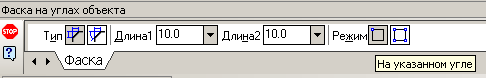 Фаска на углах объекта
STOP Тип Длина1 10.0 Длина2 10.0 Режим
?
Фаска
На указанном угле